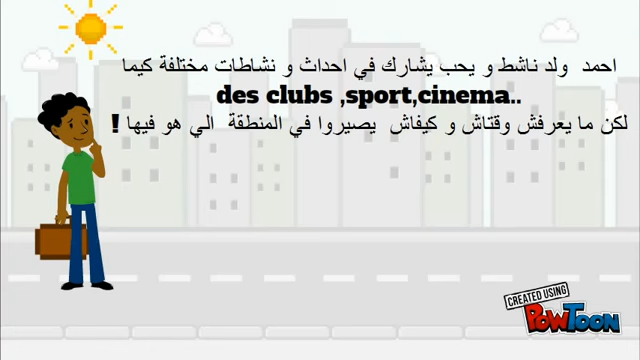 احمد ولد ناشط و يحب يشارك في احداث و نشاطات مختلفة كيما
des clubs ,sport,cinema..
لكن ما يعرفش وقتاش و كيفاش يصيروا في المنطقة الي هو فيها !
CREATED USING
POWTOON